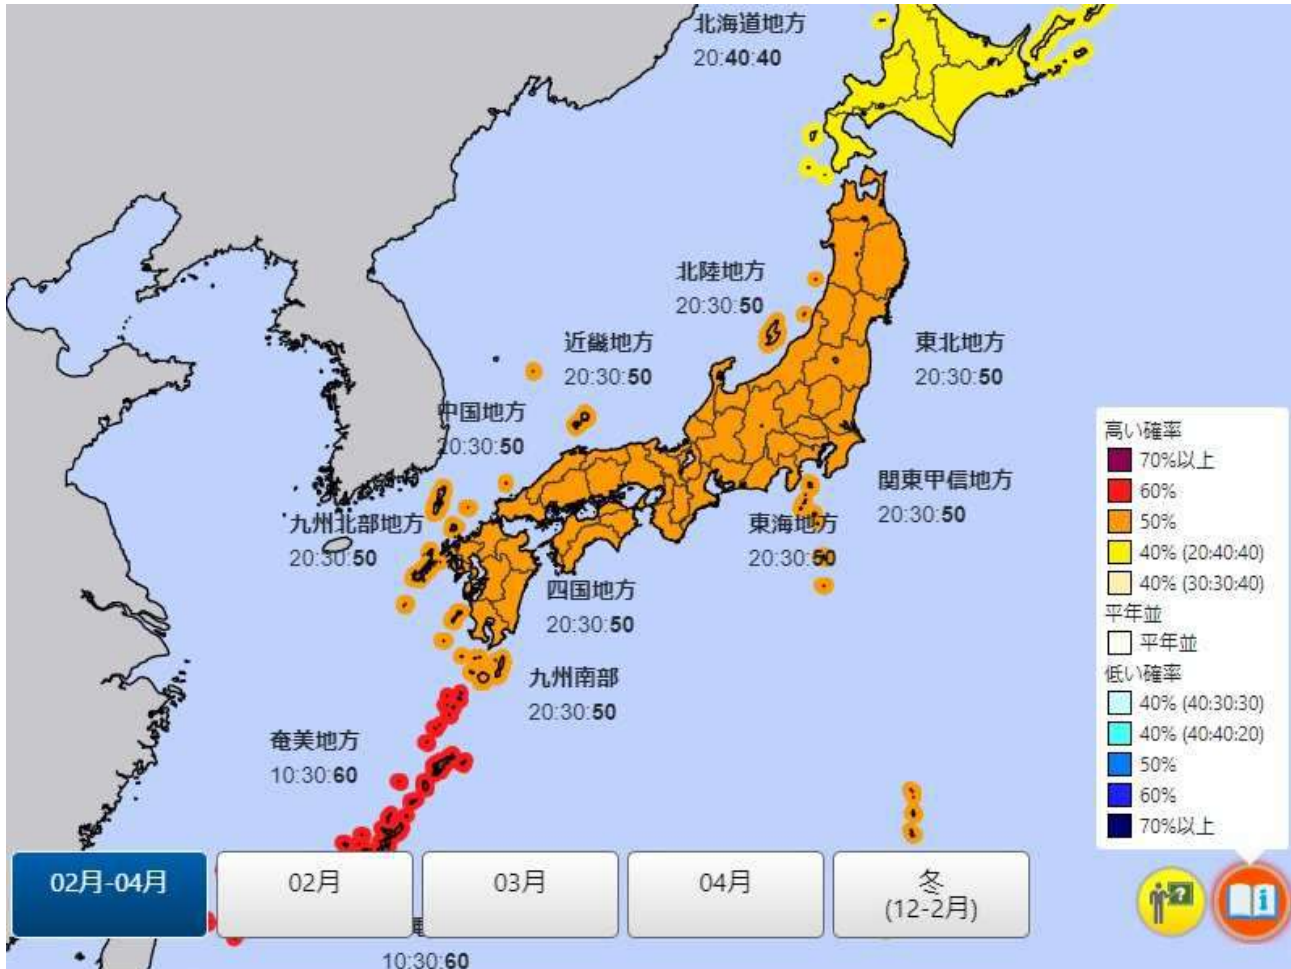 北海道地方
20:40:40
北陸地方
20:30:50
近畿地方
20:30:50
東北地方
20:30:50
中国地方
20:30:50
関東甲信地方
20:30:50
東海地方
20:30:50
九州北部地方
20:30:50
四国地方
20:30:50
九州南部
20:30:50
奄美地方
10:30:60
10:30:60
高い確率
70%以上
60%
50%
40% (20:40:40)
40% (30:30:40)
平年並
平年並
低い確率
40% (40:30:30)
40% (40:40:20)
50%
60%
70%以上
02月-04月
02月
03月
04月
冬
(12-2月)
?
i